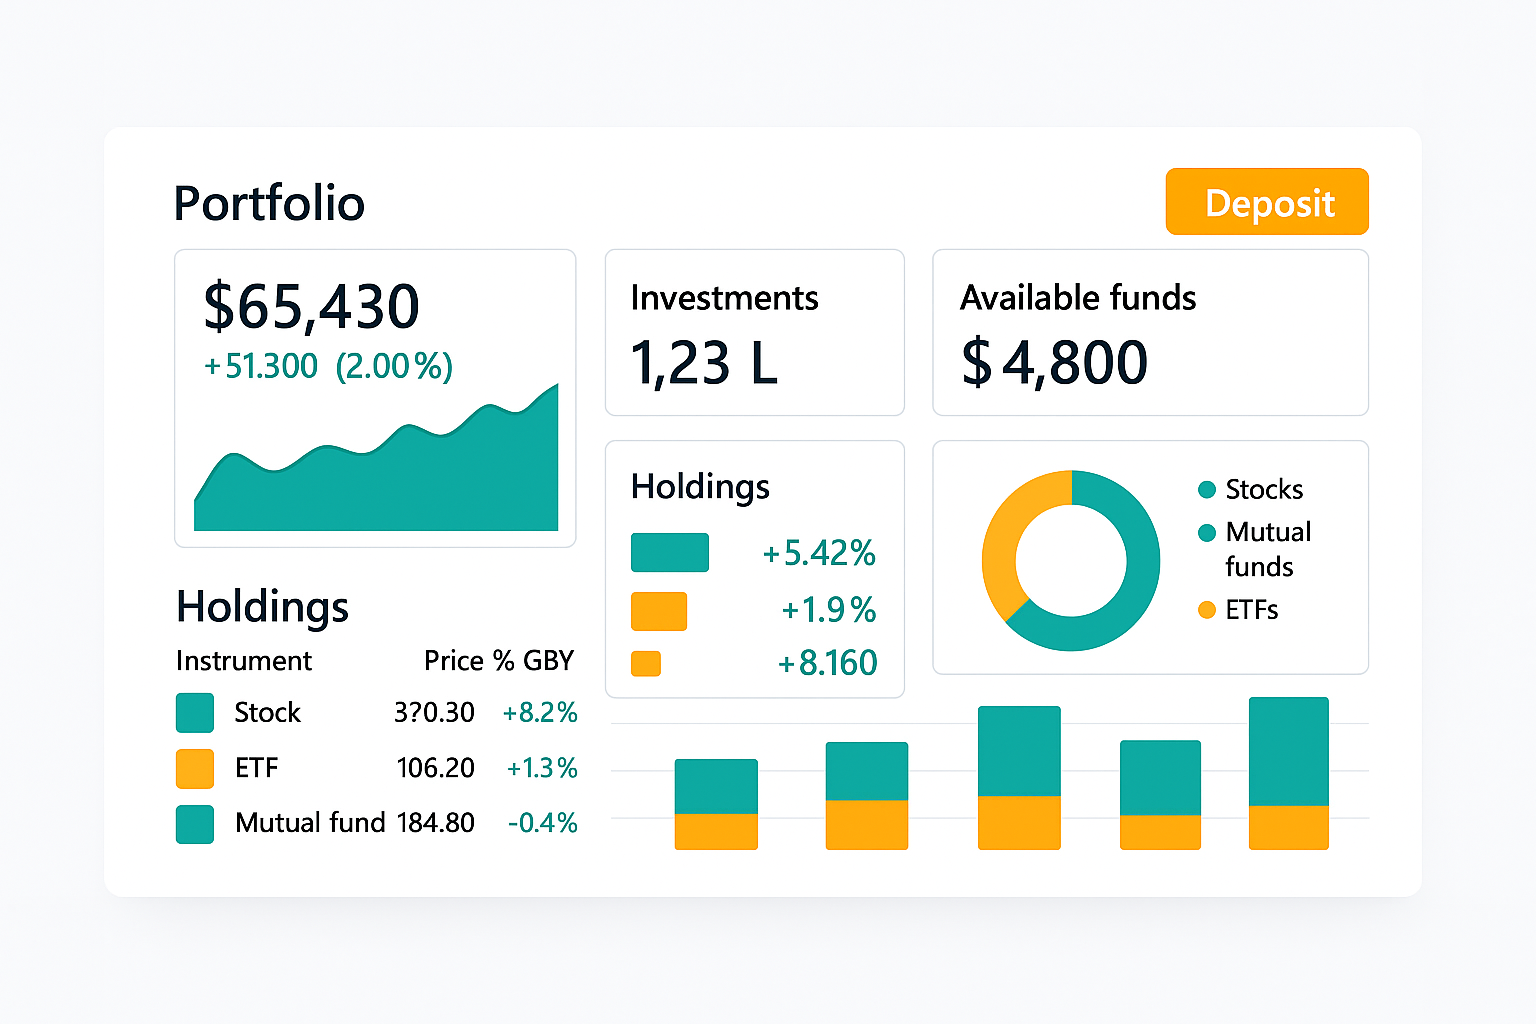 Portfolio
Deposit
$65,430
+51.300 (2.00%)
Investments
1,23 L
Available funds
$4,800
Holdings
+5.42%
+1.9%
+8.160
Stocks
Mutual
funds
ETFs
Holdings
Instrument Price % GBY
Stock 3?0.30 +8.2%
ETF 106.20 +1.3%
Mutual fund 184.80 -0.4%